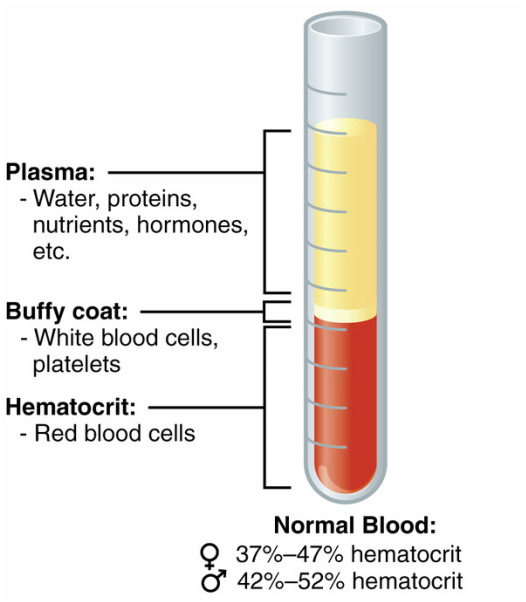 Plasma:
- Water, proteins,
nutrients, hormones,
etc.
Buffy coat:
- White blood cells,
platelets
Hematocrit:
- Red blood cells
Normal Blood:
♀ 37%–47% hematocrit
♂ 42%–52% hematocrit